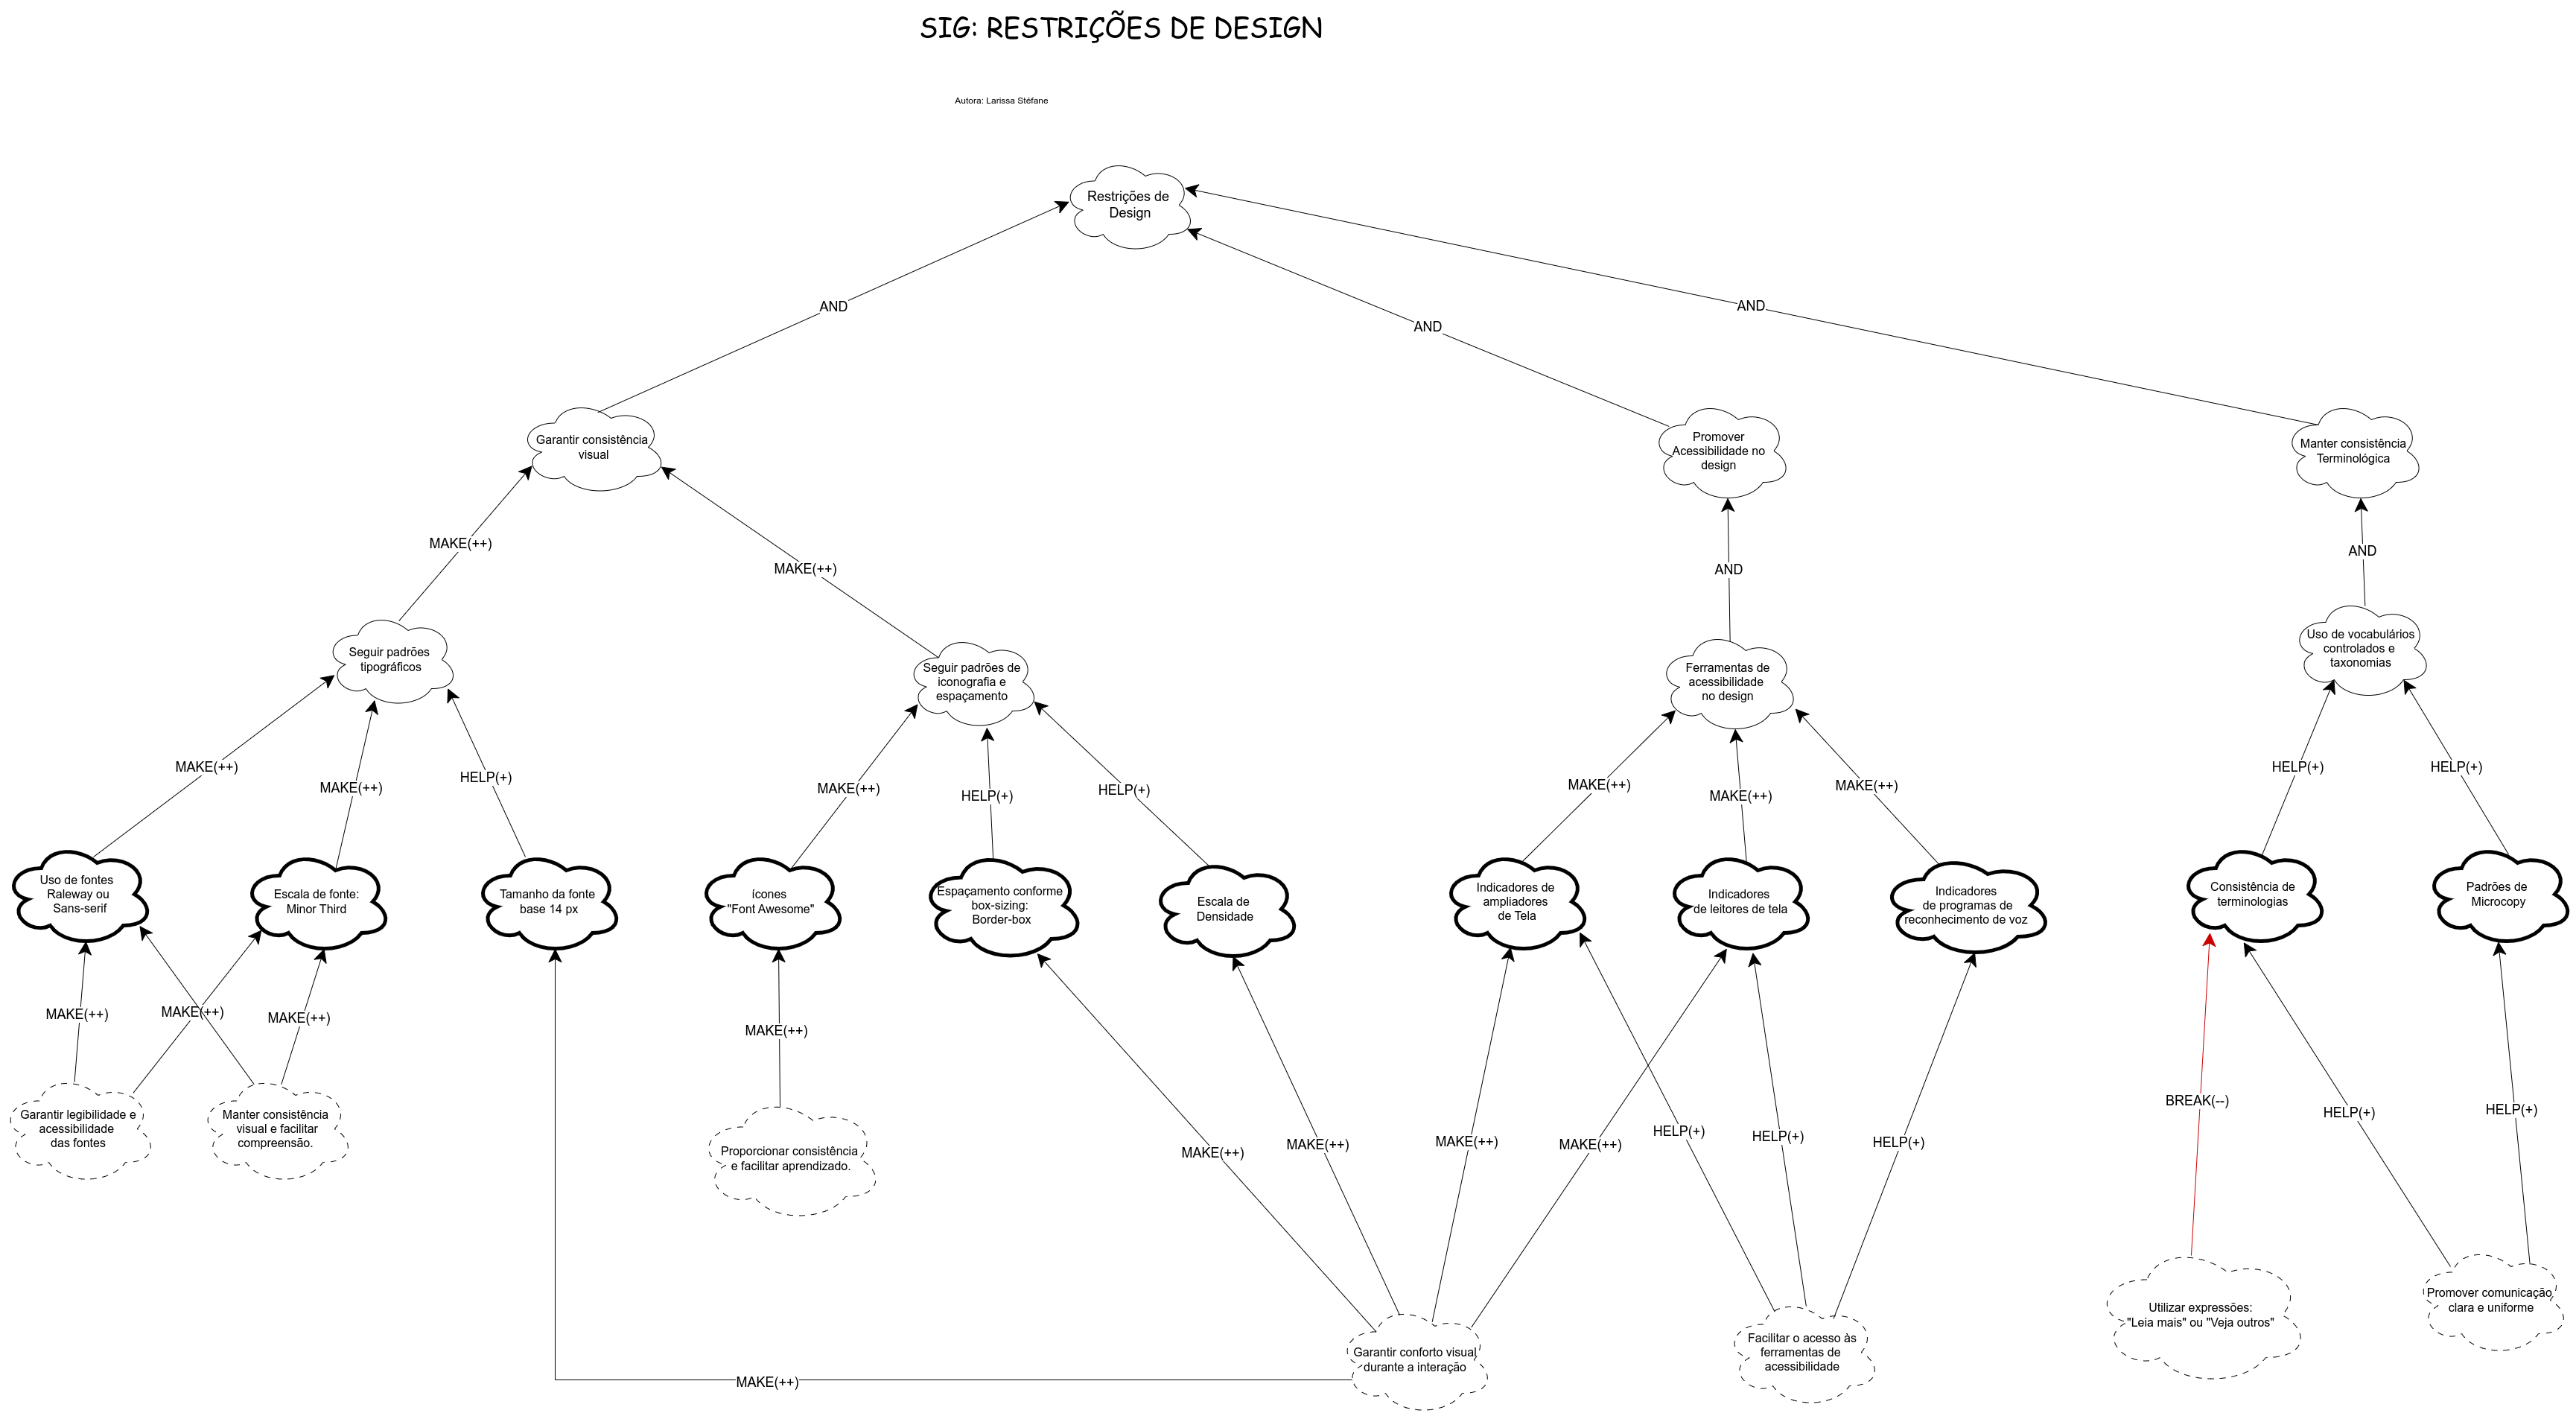 SIG: RESTRIÇÕES DE DESIGN
Autora: Larissa Stéfane
Restrições de
Design
AND
AND
AND
Garantir consistência
visual
Promover
Acessibilidade no
design
Manter consistência
Terminológica
MAKE(++)
MAKE(++)
AND
AND
Seguir padrões
tipográficos
Seguir padrões de
iconografia e
espaçamento
Ferramentas de
acessibilidade
no design
Uso de vocabulários
controlados e
taxonomias
MAKE(++)
MAKE(++)
HELP(+)
MAKE(++)
HELP(+)
HELP(+)
MAKE(++)
MAKE(++)
MAKE(++)
HELP(+)
HELP(+)
Uso de fontes
Raleway ou
Sans-serif
Escala de fonte:
Minor Third
Tamanho da fonte
base 14 px
ícones
"Font Awesome"
Espaçamento conforme
box-sizing:
Border-box
Escala de
Densidade
Indicadores de
ampliadores
de Tela
Indicadores
de leitores de tela
Indicadores
de programas de
reconhecimento de voz
Consistência de
terminologias
Padrões de
Microcopy
MAKE(++)
MAKE(++)
MAKE(++)
MAKE(++)
MAKE(++)
MAKE(++)
MAKE(++)
MAKE(++)
HELP(+)
HELP(+)
HELP(+)
BREAK(--)
HELP(+)
HELP(+)
Garantir legibilidade e
acessibilidade
das fontes
Manter consistência
visual e facilitar
compreensão.
Proporcionar consistência
e facilitar aprendizado.
MAKE(++)
Garantir conforto visual
durante a interação
Facilitar o acesso às
ferramentas de
acessibilidade
Utilizar expressões:
"Leia mais" ou "Veja outros"
Promover comunicação
clara e uniforme